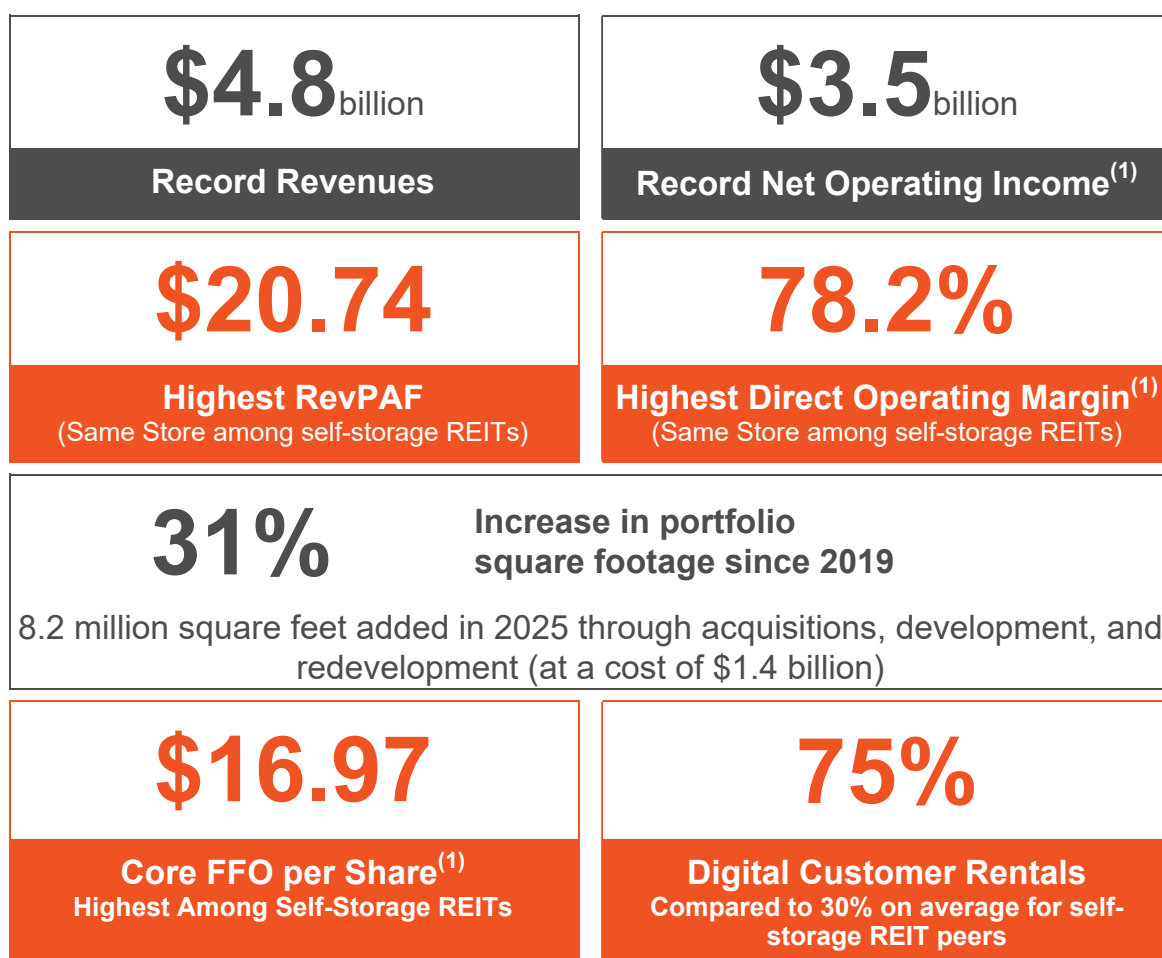 $4.8 billion
Record Revenues
$3.5 billion
Record Net Operating Income(1)
$20.74
Highest RevPAF
(Same Store among self-storage REITs)
78.2%
Highest Direct Operating Margin(1)
(Same Store among self-storage REITs)
31%
Increase in portfolio
square footage since 2019
8.2 million square feet added in 2025 through acquisitions, development, and
redevelopment (at a cost of $1.4 billion)
$16.97
Core FFO per Share(1)
Highest Among Self-Storage REITs
75%
Digital Customer Rentals
Compared to 30% on average for self-
storage REIT peers